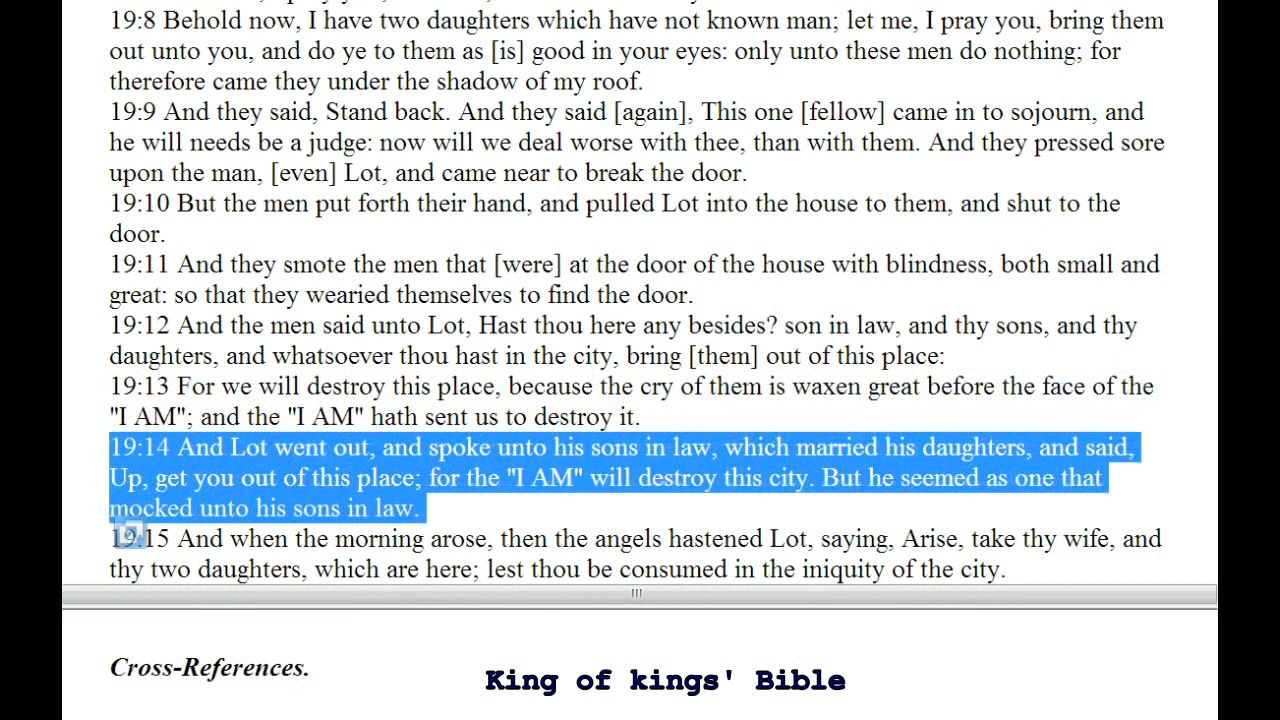 19:8 Behold now, I have two daughters which have not known man; let me, I pray you, bring them
out unto you, and do ye to them as [is] good in your eyes: only unto these men do nothing; for
therefore came they under the shadow of my roof.
19:9 And they said, Stand back. And they said [again], This one [fellow] came in to sojourn, and
he will needs be a judge: now will we deal worse with thee, than with them. And they pressed sore
upon the man, [even] Lot, and came near to break the door.
19:10 But the men put forth their hand, and pulled Lot into the house to them, and shut to the
door.
19:11 And they smote the men that [were] at the door of the house with blindness, both small and
great: so that they wearied themselves to find the door.
19:12 And the men said unto Lot, Hast thou here any besides? son in law, and thy sons, and thy
daughters, and whatsoever thou hast in the city, bring [them] out of this place:
19:13 For we will destroy this place, because the cry of them is waxen great before the face of the
"I AM"; and the "I AM" hath sent us to destroy it.
19:14 And Lot went out, and spoke unto his sons in law, which married his daughters, and said,
Up, get you out of this place; for the "I AM" will destroy this city. But he seemed as one that
mocked unto his sons in law.
19:15 And when the morning arose, then the angels hastened Lot, saying, Arise, take thy wife, and
thy two daughters, which are here; lest thou be consumed in the iniquity of the city.
Cross-References.
King of kings' Bible